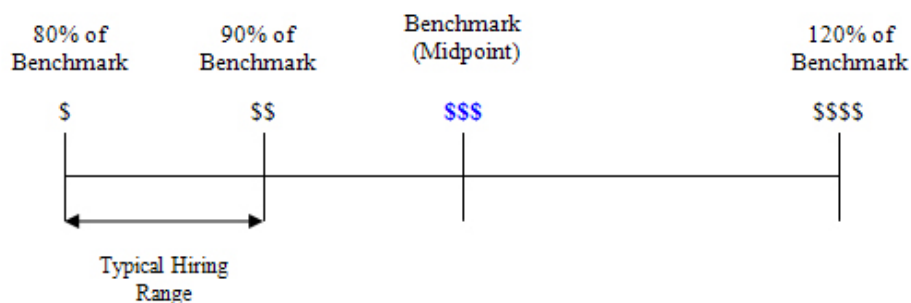 80% of
Benchmark
90% of
Benchmark
Benchmark
(Midpoint)
120% of
Benchmark
$
$$
$$$
$$$$
Typical Hiring
Range